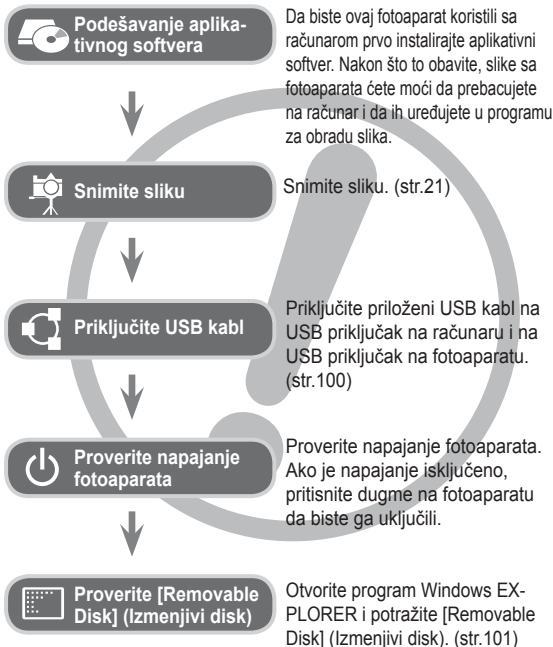 Podešavanje aplika-
tivnog softvera
Da biste ovaj fotoaparat koristili sa
računarom prvo instalirajte aplikativni
softver. Nakon što to obavite, slike sa
fotoaparata ćete moći da prebacujete
na računar i da ih uređujete u programu
za obradu slika.
Snimite sliku
Snimite sliku. (str.21)
Priključite USB kabl
Priključite priloženi USB kabl na
USB priključak na računaru i na
USB priključak na fotoaparatu.
(str.100)
Proverite napajanje
fotoaparata
Proverite napajanje fotoaparata.
Ako je napajanje isključeno,
pritisnite dugme na fotoaparatu
da biste ga uključili.
Proverite [Removable
Disk] (Izmenjivi disk)
Otvorite program Windows EX-
PLORER i potražite [Removable
Disk] (Izmenjivi disk). (str.101)